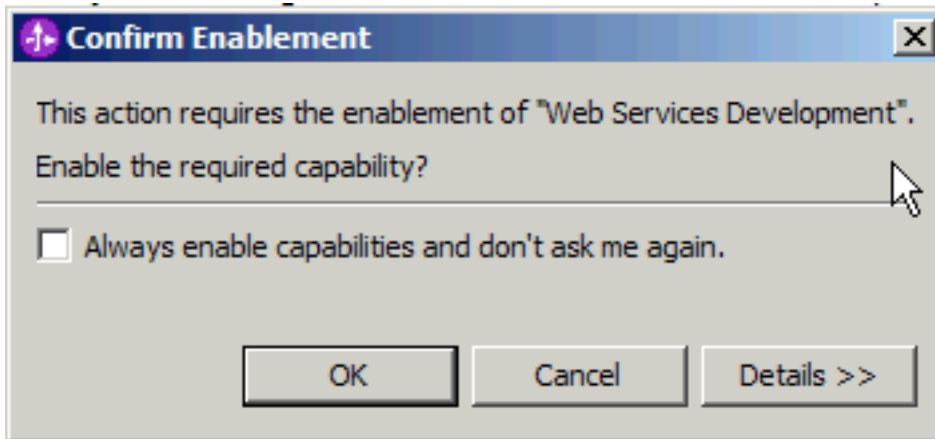 Confirm Enablement
This action requires the enablement of "Web Services Development".
Enable the required capability?
Always enable capabilities and don't ask me again.
OK Cancel Details >>